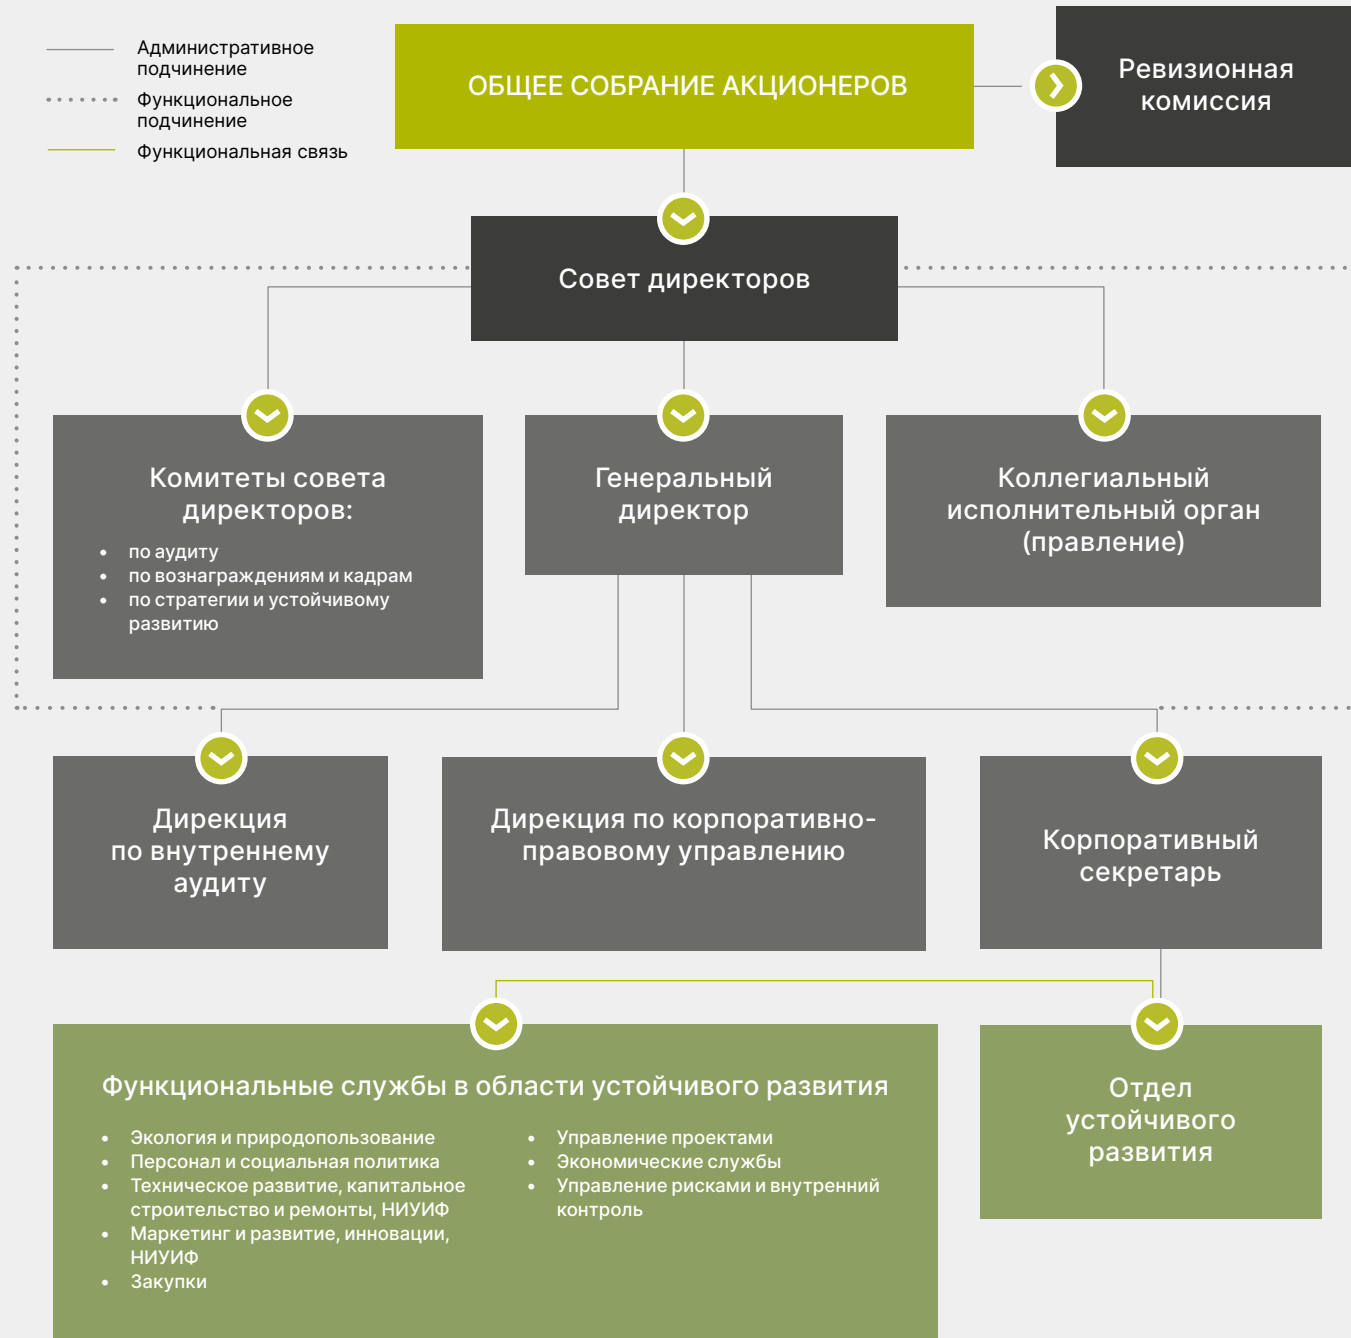 Административное
подчинение
Функциональное
подчинение
Функциональная связь
ОБЩЕЕ СОБРАНИЕ АКЦИОНЕРОВ
Ревизионная
комиссия
Совет директоров
Комитеты совета
директоров:
• по аудиту
• по вознаграждениям и кадрам
• по стратегии и устойчивому
развитию
Генеральный
директор
Коллегиальный
исполнительный орган
(правление)
Дирекция
по внутреннему
аудиту
Дирекция по корпоративно-
правовому управлению
Корпоративный
секретарь
Функциональные службы в области устойчивого развития
• Экология и природопользование
• Персонал и социальная политика
• Техническое развитие, капитальное
строительство и ремонты, НИУИФ
• Маркетинг и развитие, инновации,
НИУИФ
• Закупки
• Управление проектами
• Экономические службы
• Управление рисками и внутренний
контроль
Отдел
устойчивого
развития